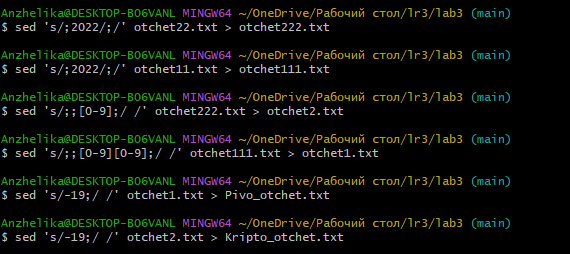 Anzhelika@DESKTOP-BO6VANL MINGW64 ~/OneDrive/Рабочий стол/lr3/lab3 (main)
$ sed 's/;2022/;/' otchet22.txt > otchet222.txt
Anzhelika@DESKTOP-BO6VANL MINGW64 ~/OneDrive/Рабочий стол/lr3/lab3 (main)
$ sed 's/;2022/;/' otchet11.txt > otchet111.txt
Anzhelika@DESKTOP-BO6VANL MINGW64 ~/OneDrive/Рабочий стол/lr3/lab3 (main)
$ sed 's/;;[0-9];/ /' otchet222.txt > otchet2.txt
Anzhelika@DESKTOP-BO6VANL MINGW64 ~/OneDrive/Рабочий стол/lr3/lab3 (main)
$ sed 's/;;[0-9][0-9];/ /' otchet111.txt > otchet1.txt
Anzhelika@DESKTOP-BO6VANL MINGW64 ~/OneDrive/Рабочий стол/lr3/lab3 (main)
$ sed 's/-19;/ /' otchet1.txt > Pivo_otchet.txt
Anzhelika@DESKTOP-BO6VANL MINGW64 ~/OneDrive/Рабочий стол/lr3/lab3 (main)
$ sed 's/-19;/ /' otchet2.txt > Kripto_otchet.txt